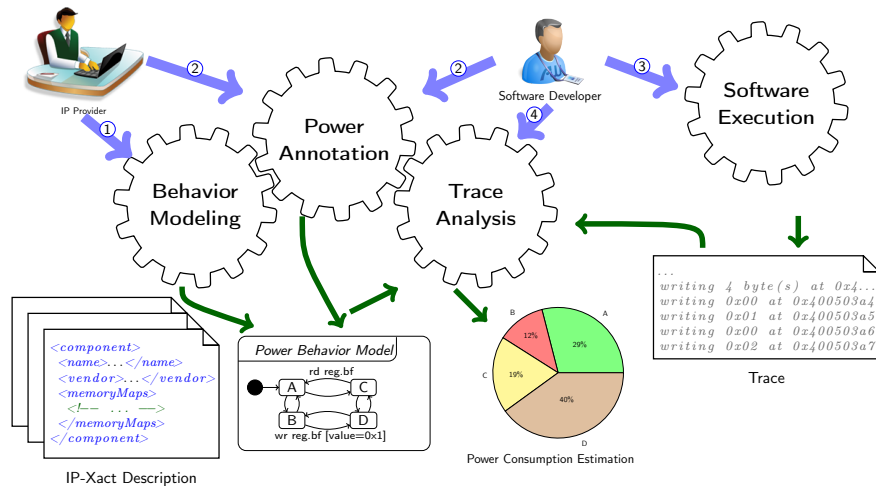 IP Provider
Software Developer
2
2
3
1
4
Software
Execution
Power
Annotation
Behavior
Modeling
Trace
Analysis
...
writing 4 byte(s) at 0x4...
writing 0x00 at 0x400503a4
writing 0x01 at 0x400503a5
writing 0x00 at 0x400503a6
writing 0x02 at 0x400503a7
Trace
<component>
<name>...</name>
<vendor>...</vendor>
<memoryMaps>
<!-- ... -->
</memoryMaps>
</component>
IP-Xact Description
Power Behavior Model
rd reg.bf
A
C
B
D
wr reg.bf [value=0x1]
B
A
12%
29%
C
19%
40%
D
Power Consumption Estimation